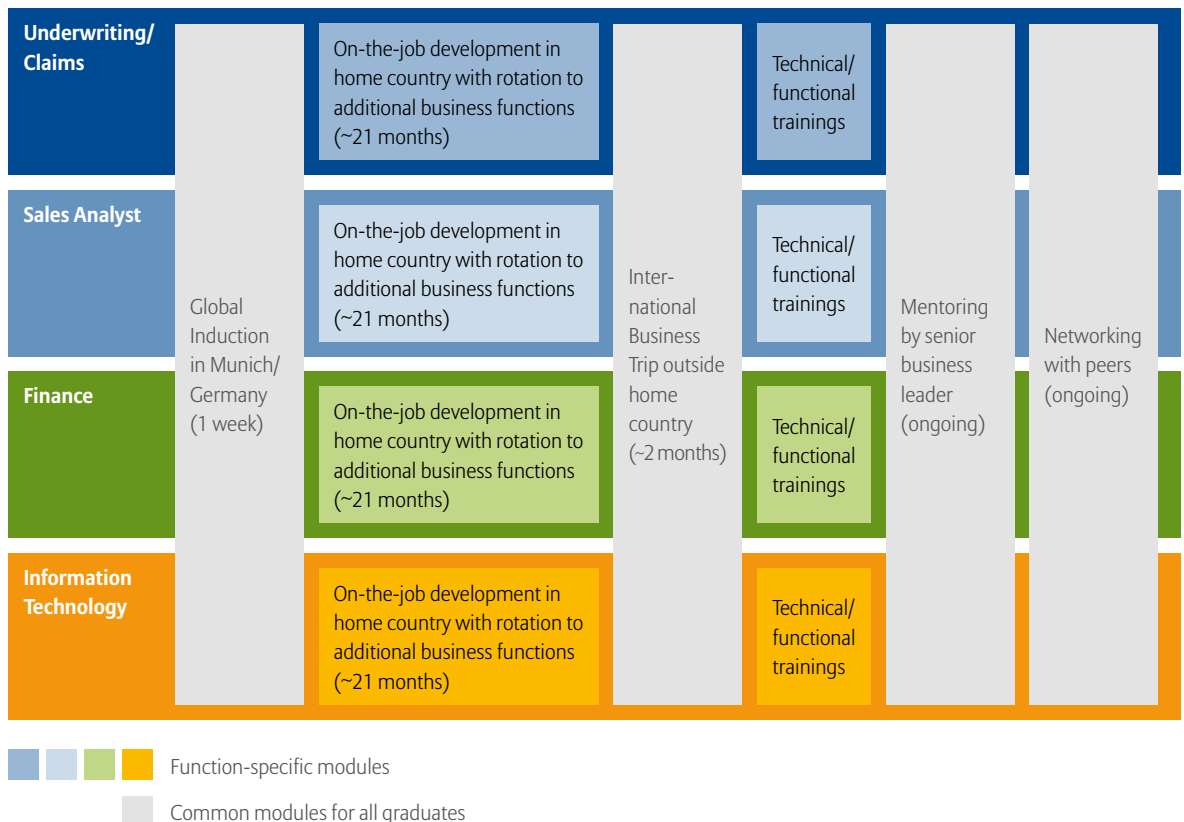 Underwriting/
Claims
On-the-job development in
home country with rotation to
additional business functions
(~21 months)
Technical/
functional
trainings
Sales Analyst
On-the-job development in
home country with rotation to
additional business functions
(~21 months)
Technical/
functional
trainings
Global
Induction
in Munich/
Germany
(1 week)
Inter-
national
Business
Trip outside
home
country
(~2 months)
Mentoring
by senior
business
leader
(ongoing)
Networking
with peers
(ongoing)
Finance
On-the-job development in
home country with rotation to
additional business functions
(~21 months)
Technical/
functional
trainings
Information
Technology
On-the-job development in
home country with rotation to
additional business functions
(~21 months)
Technical/
functional
trainings
Function-specific modules
Common modules for all graduates